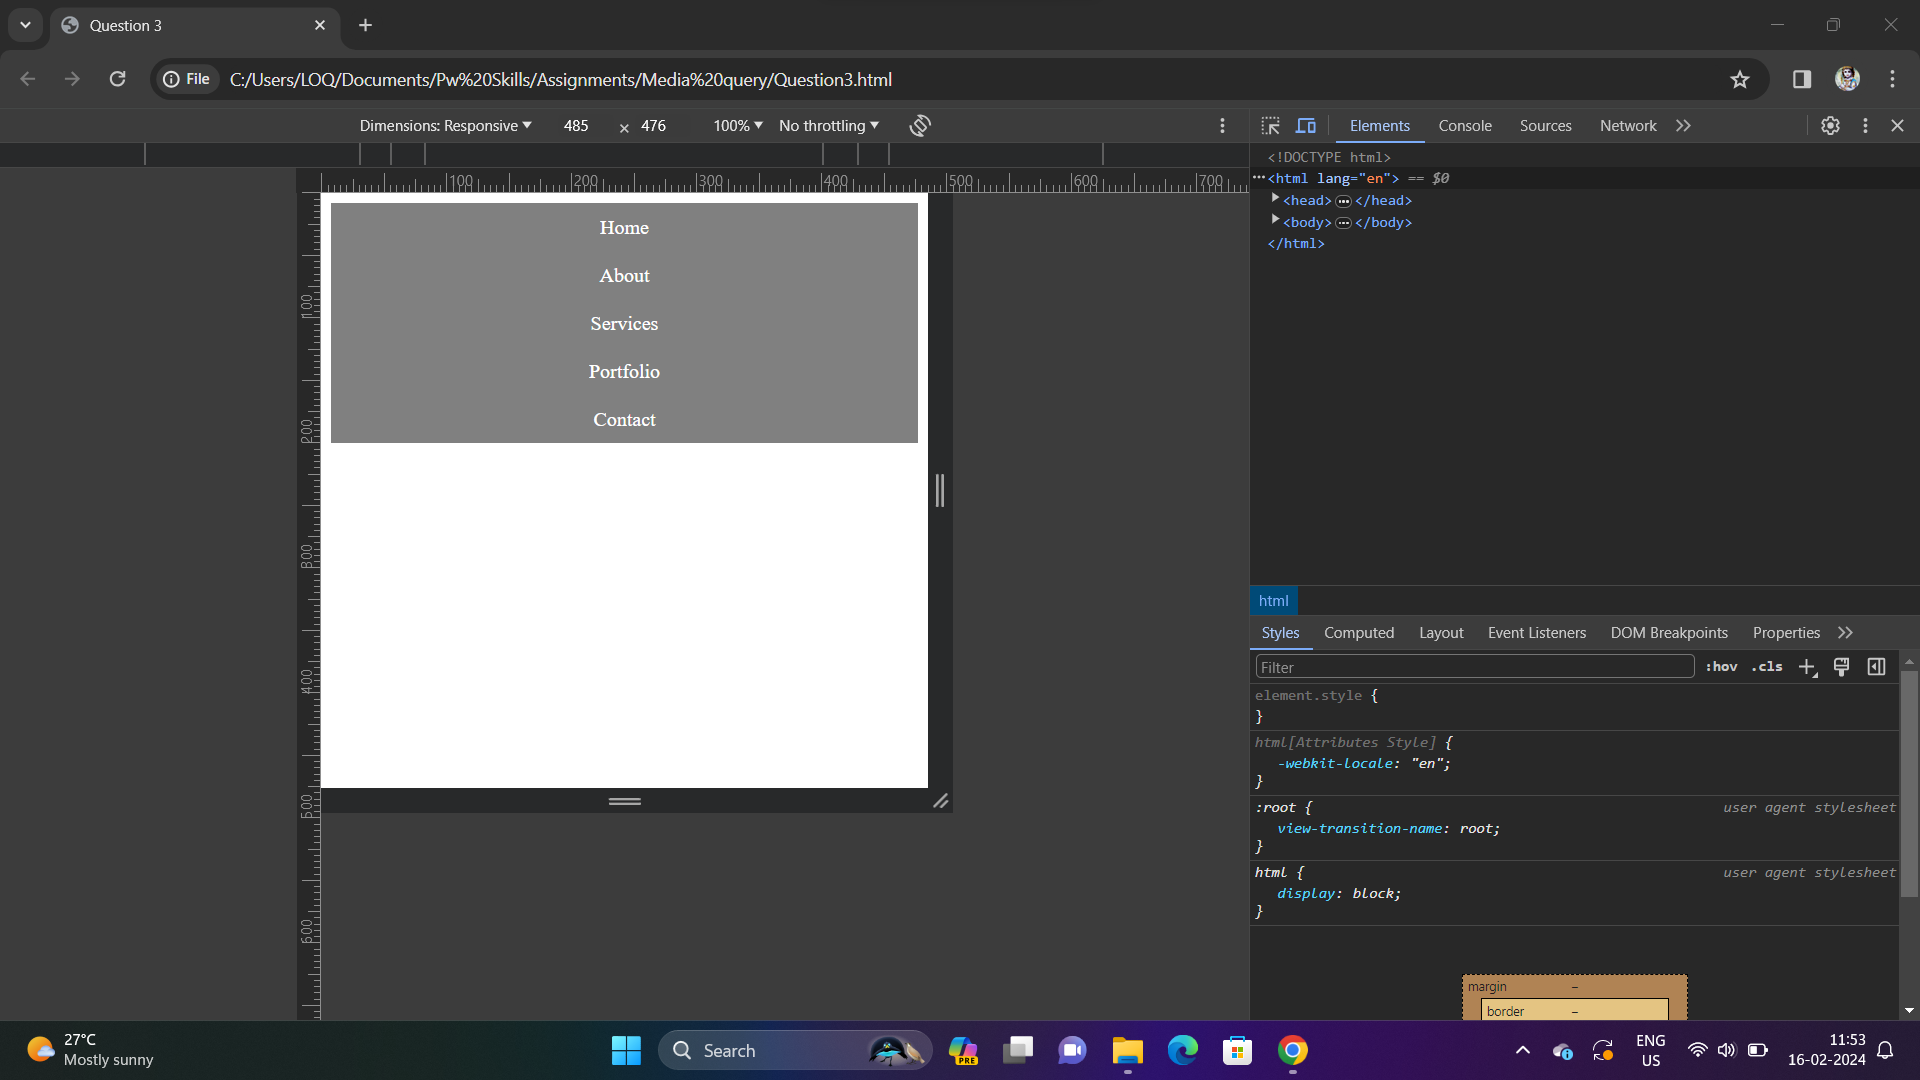 Question 3
File
C:/Users/LOQ/Documents/Pw%20Skills/Assignments/Media%20query/Question3.html
Dimensions: Responsive 485 × 476 100% No throttling
Elements Console Sources Network
100 200 300 400 500 600 700
100
200
300
400
500
600
Home
About
Services
Portfolio
Contact
<!DOCTYPE html>
<html lang="en"> == $0
<head> ••• </head>
<body> ••• </body>
</html>
html
Styles Computed Layout Event Listeners DOM Breakpoints Properties
Filter :hov .cls
element.style {
}
html[Attributes Style] {
-webkit-locale: "en";
}
:root { user agent stylesheet
view-transition-name: root;
}
html { user agent stylesheet
display: block;
}
margin –
border –
27°C
Mostly sunny
Search
PRE
ENG
US
11:53
16-02-2024